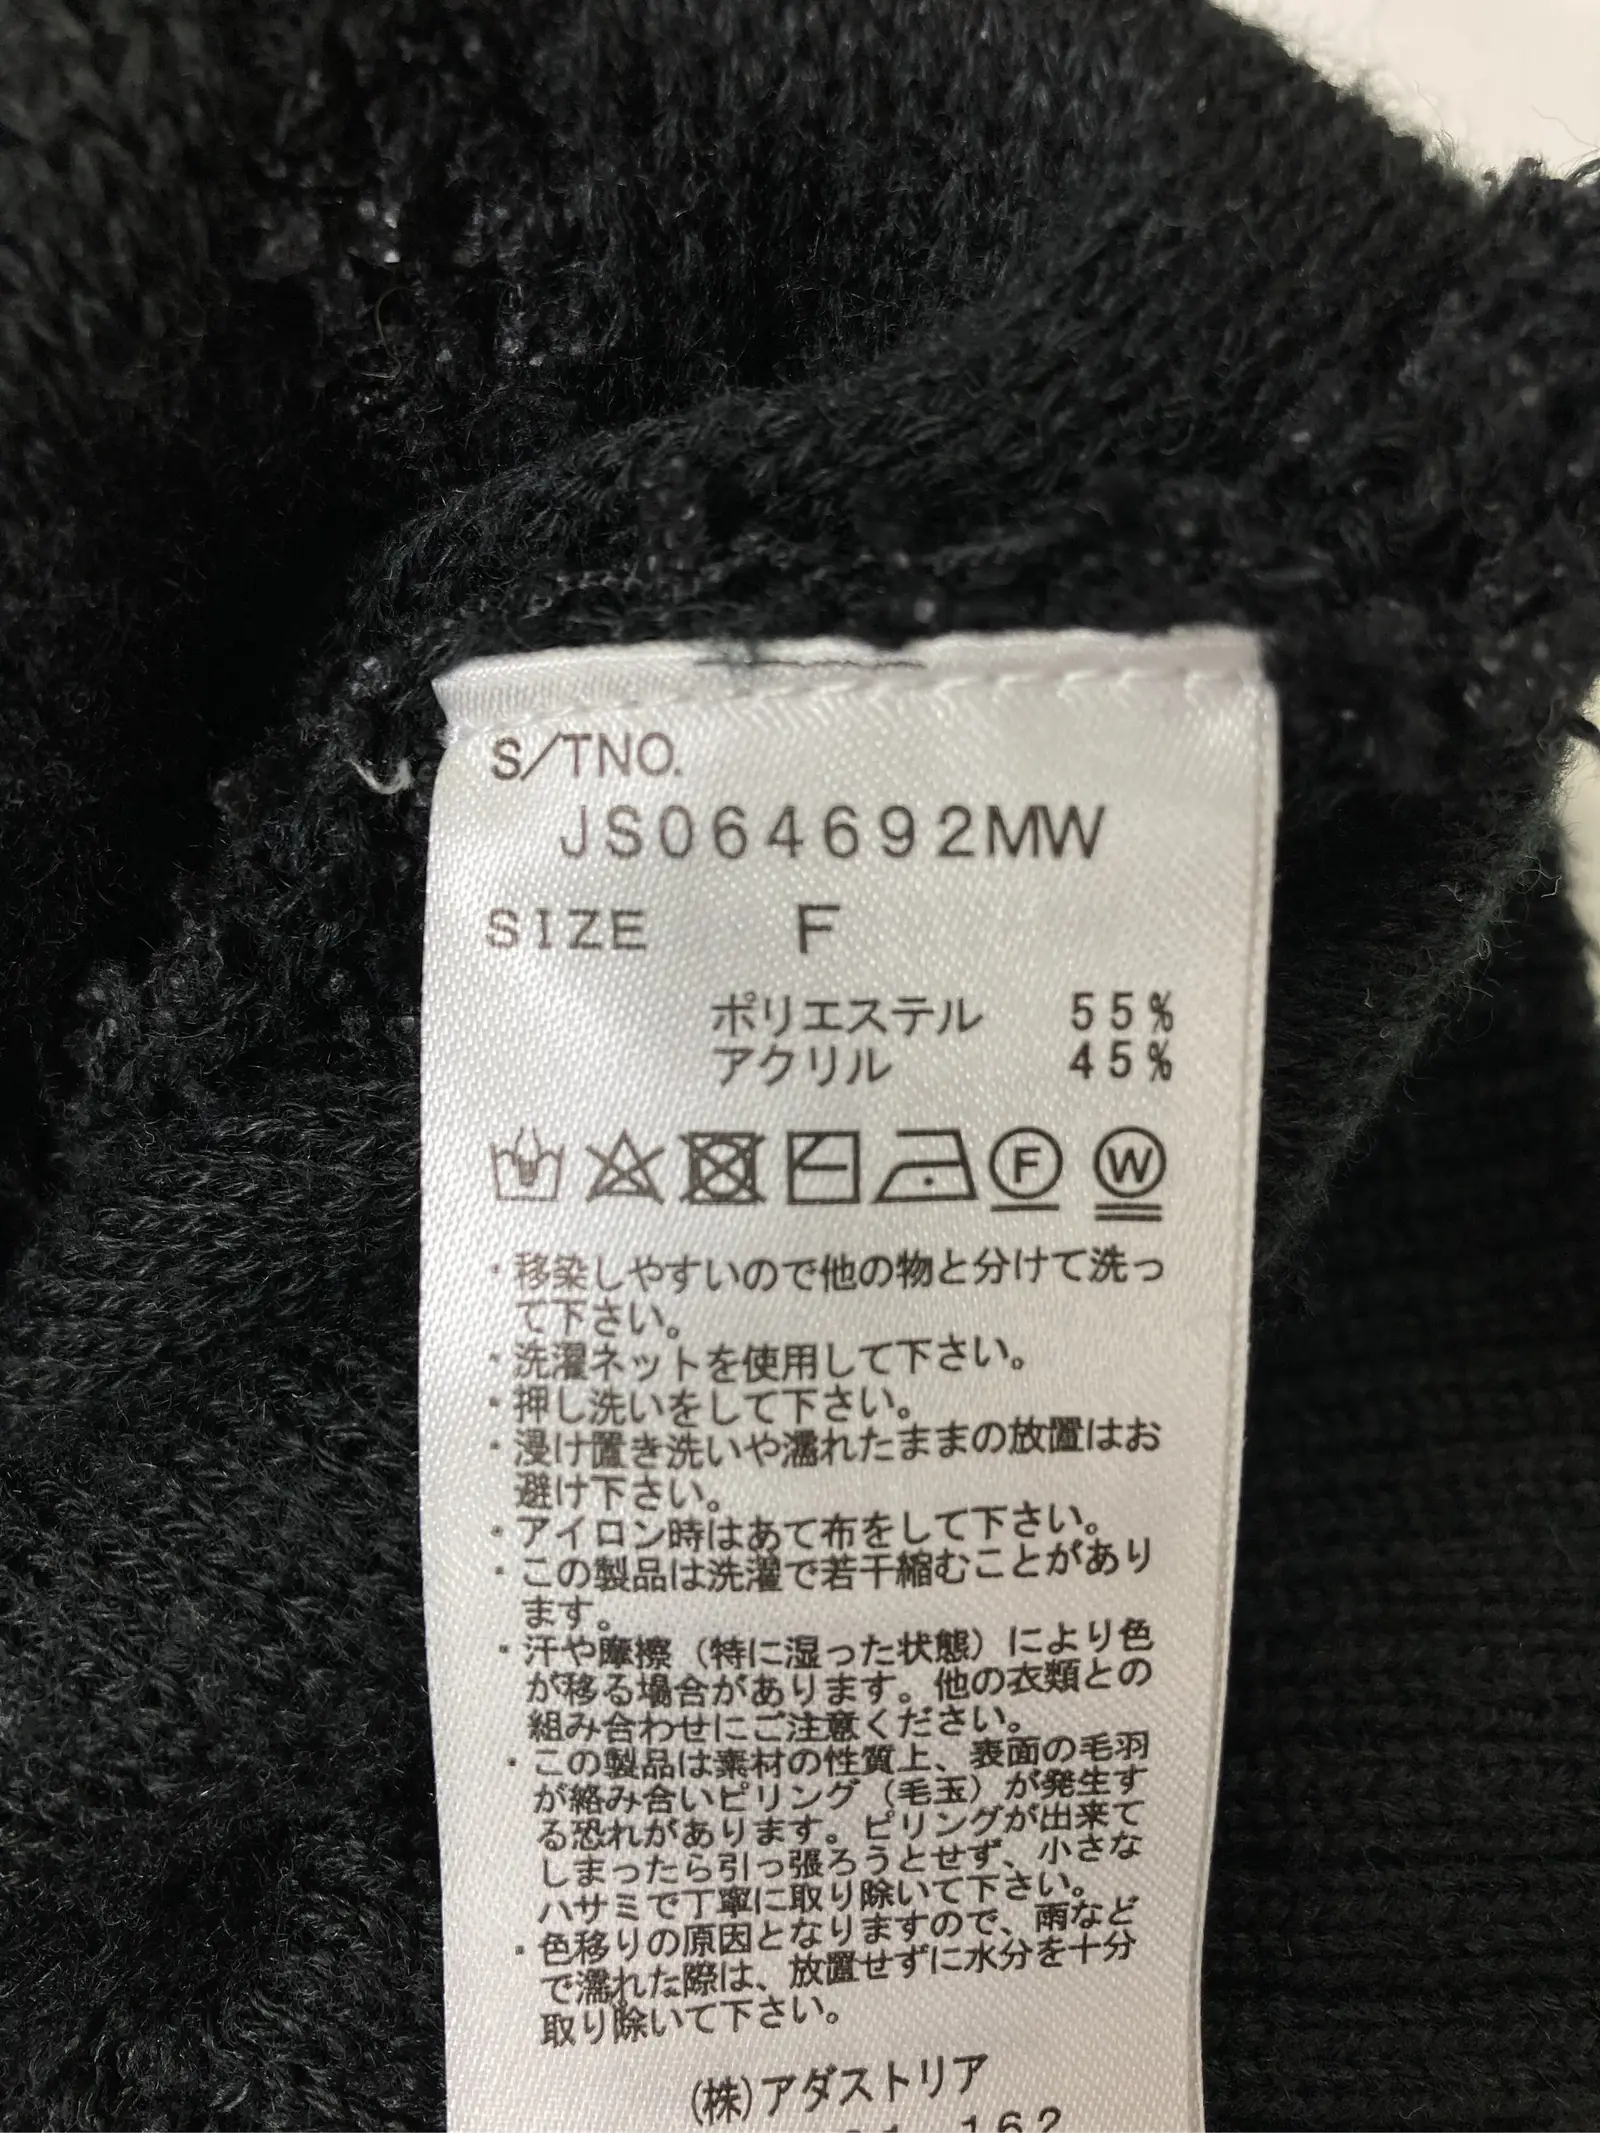 S/TNO.
JS064692MW
SIZE F
ポリエステル 55%
アクリル 45%
F W
・移染しやすいので他の物と分けて洗っ
て下さい。
・洗濯ネットを使用して下さい。
・押し洗いをして下さい。
・浸け置き洗いや濡れたままの放置はお
避け下さい。
・アイロン時はあて布をして下さい。
・この製品は洗濯で若干縮むことがあり
ます。
・汗や摩擦（特に湿った状態）により色
が移る場合があります。他の衣類との
組み合わせにご注意ください。
・この製品は素材の性質上、表面の毛羽
が絡み合いピリング（毛玉）が発生す
る恐れがあります。ピリングが出来て
しまったら引っ張ろうとせず、小さな
ハサミで丁寧に取り除いて下さい。
・色移りの原因となりますので、雨など
で濡れた際は、放置せずに水分を十分
取り除いて下さい。
(株)アダストリア
162